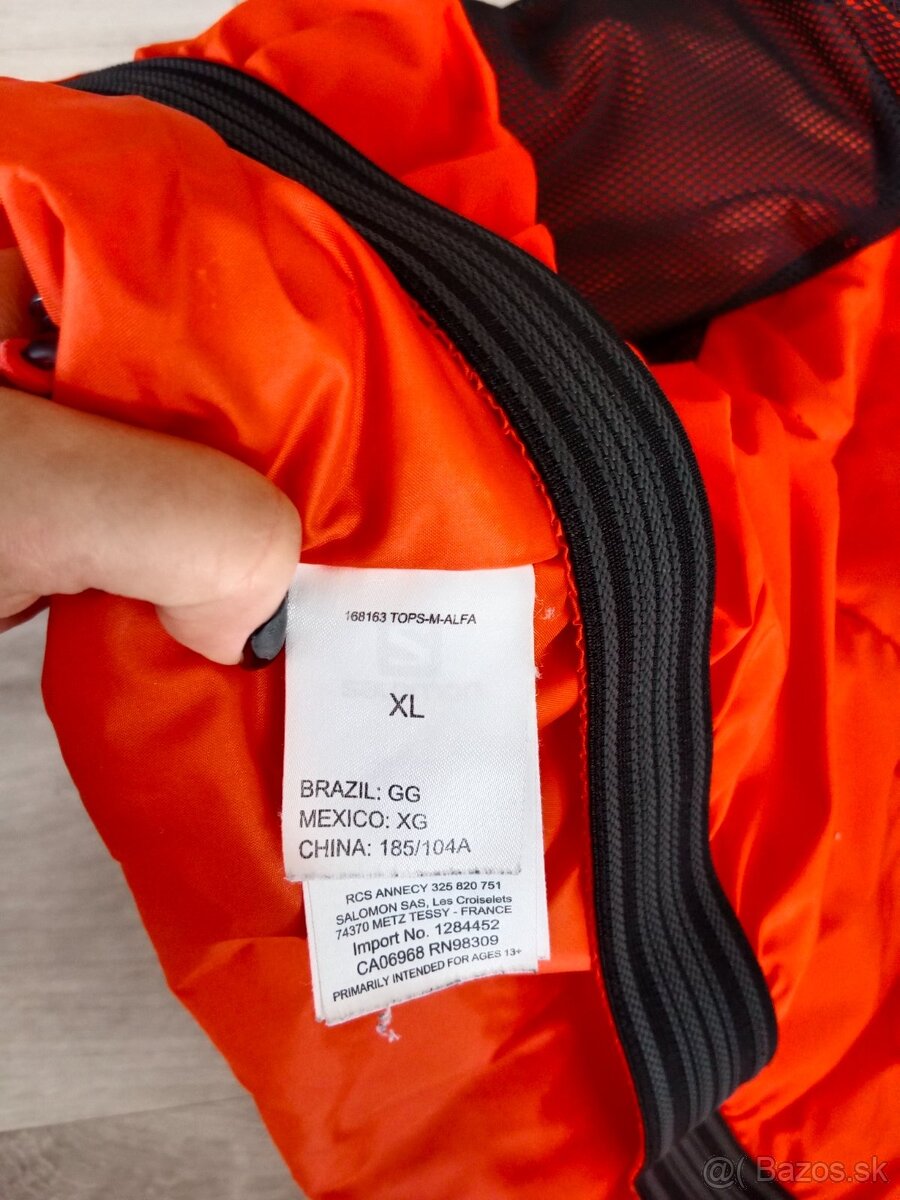 168163 TOPS-M-ALFA
XL
BRAZIL: GG
MEXICO: XG
CHINA: 185/104A
RCS ANNECY 325 820 751
SALOMON SAS, Les Croiselets
74370 METZ TESSY - FRANCE
Import No. 1284452
CA06968 RN98309
PRIMARILY INTENDED FOR AGES 13+
@( Bazos.sk